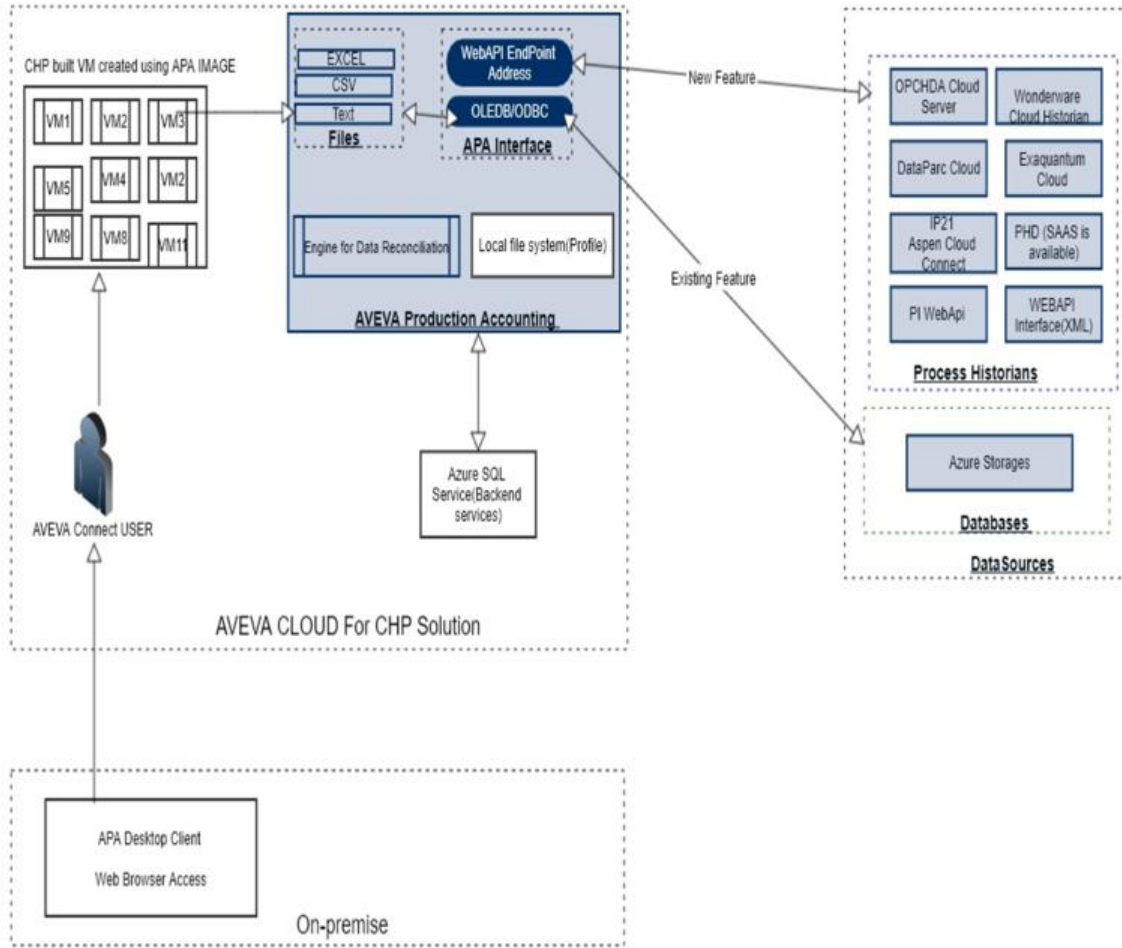 CHP built VM created using APA IMAGE
VM1
VM2
VM3
VM5
VM4
VM2
VM9
VM8
VM11
AVEVA Connect USER
EXCEL
CSV
Text
Files
WebAPI EndPoint
Address
OLEDB/ODBC
APA Interface
Engine for Data Reconciliation
Local file system(Profile)
AVEVA Production Accounting
Azure SQL
Service(Backend
services)
AVEVA CLOUD For CHP Solution
New Feature
Existing Feature
OPCHDA Cloud
Server
Wonderware
Cloud Historian
DataParc Cloud
Exaquantum
Cloud
IP21
Aspen Cloud
Connect
PHD (SAAS is
available)
PI WebApi
WEBAPI
Interface(XML)
Process Historians
Azure Storages
Databases
DataSources
APA Desktop Client
Web Browser Access
On-premise